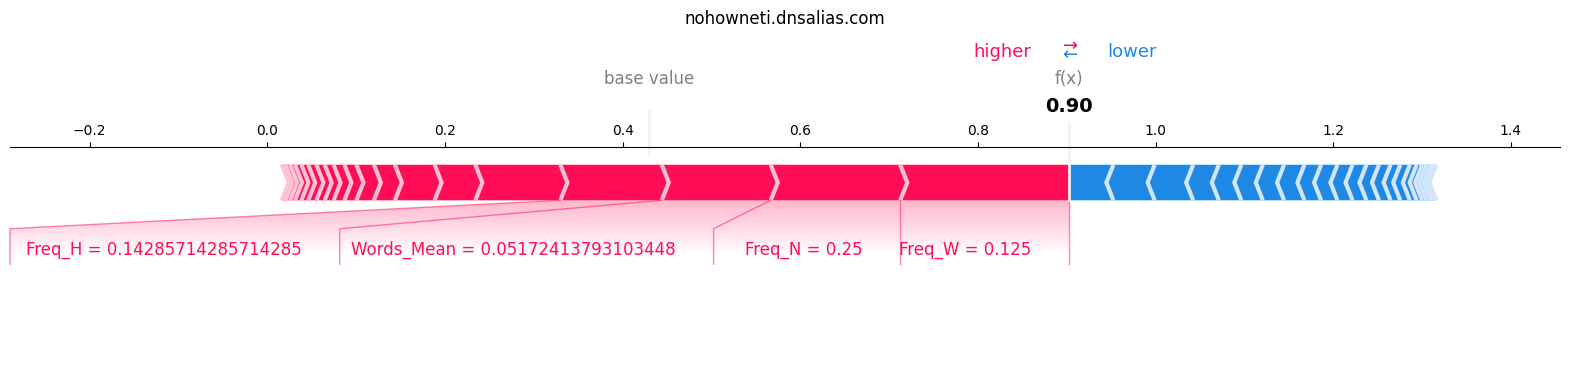 nohowneti.dnsalias.com
higher → ← lower
base value f(x)
0.90
−0.2 0.0 0.2 0.4 0.6 0.8 1.0 1.2 1.4
Freq_H = 0.14285714285714285 Words_Mean = 0.05172413793103448 Freq_N = 0.25 Freq_W = 0.125